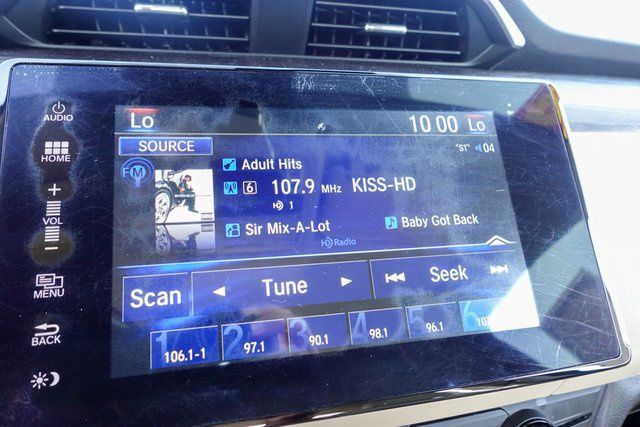 AUDIO
HOME
+
VOL
−
MENU
BACK
Lo 10 00 Lo
SOURCE "ST" 04
FM Adult Hits
6 107.9 MHz KISS-HD
HD 1
Sir Mix-A-Lot Baby Got Back
HD Radio
Scan Tune Seek
1 2 3 4 5 6
106.1-1 97.1 90.1 98.1 96.1